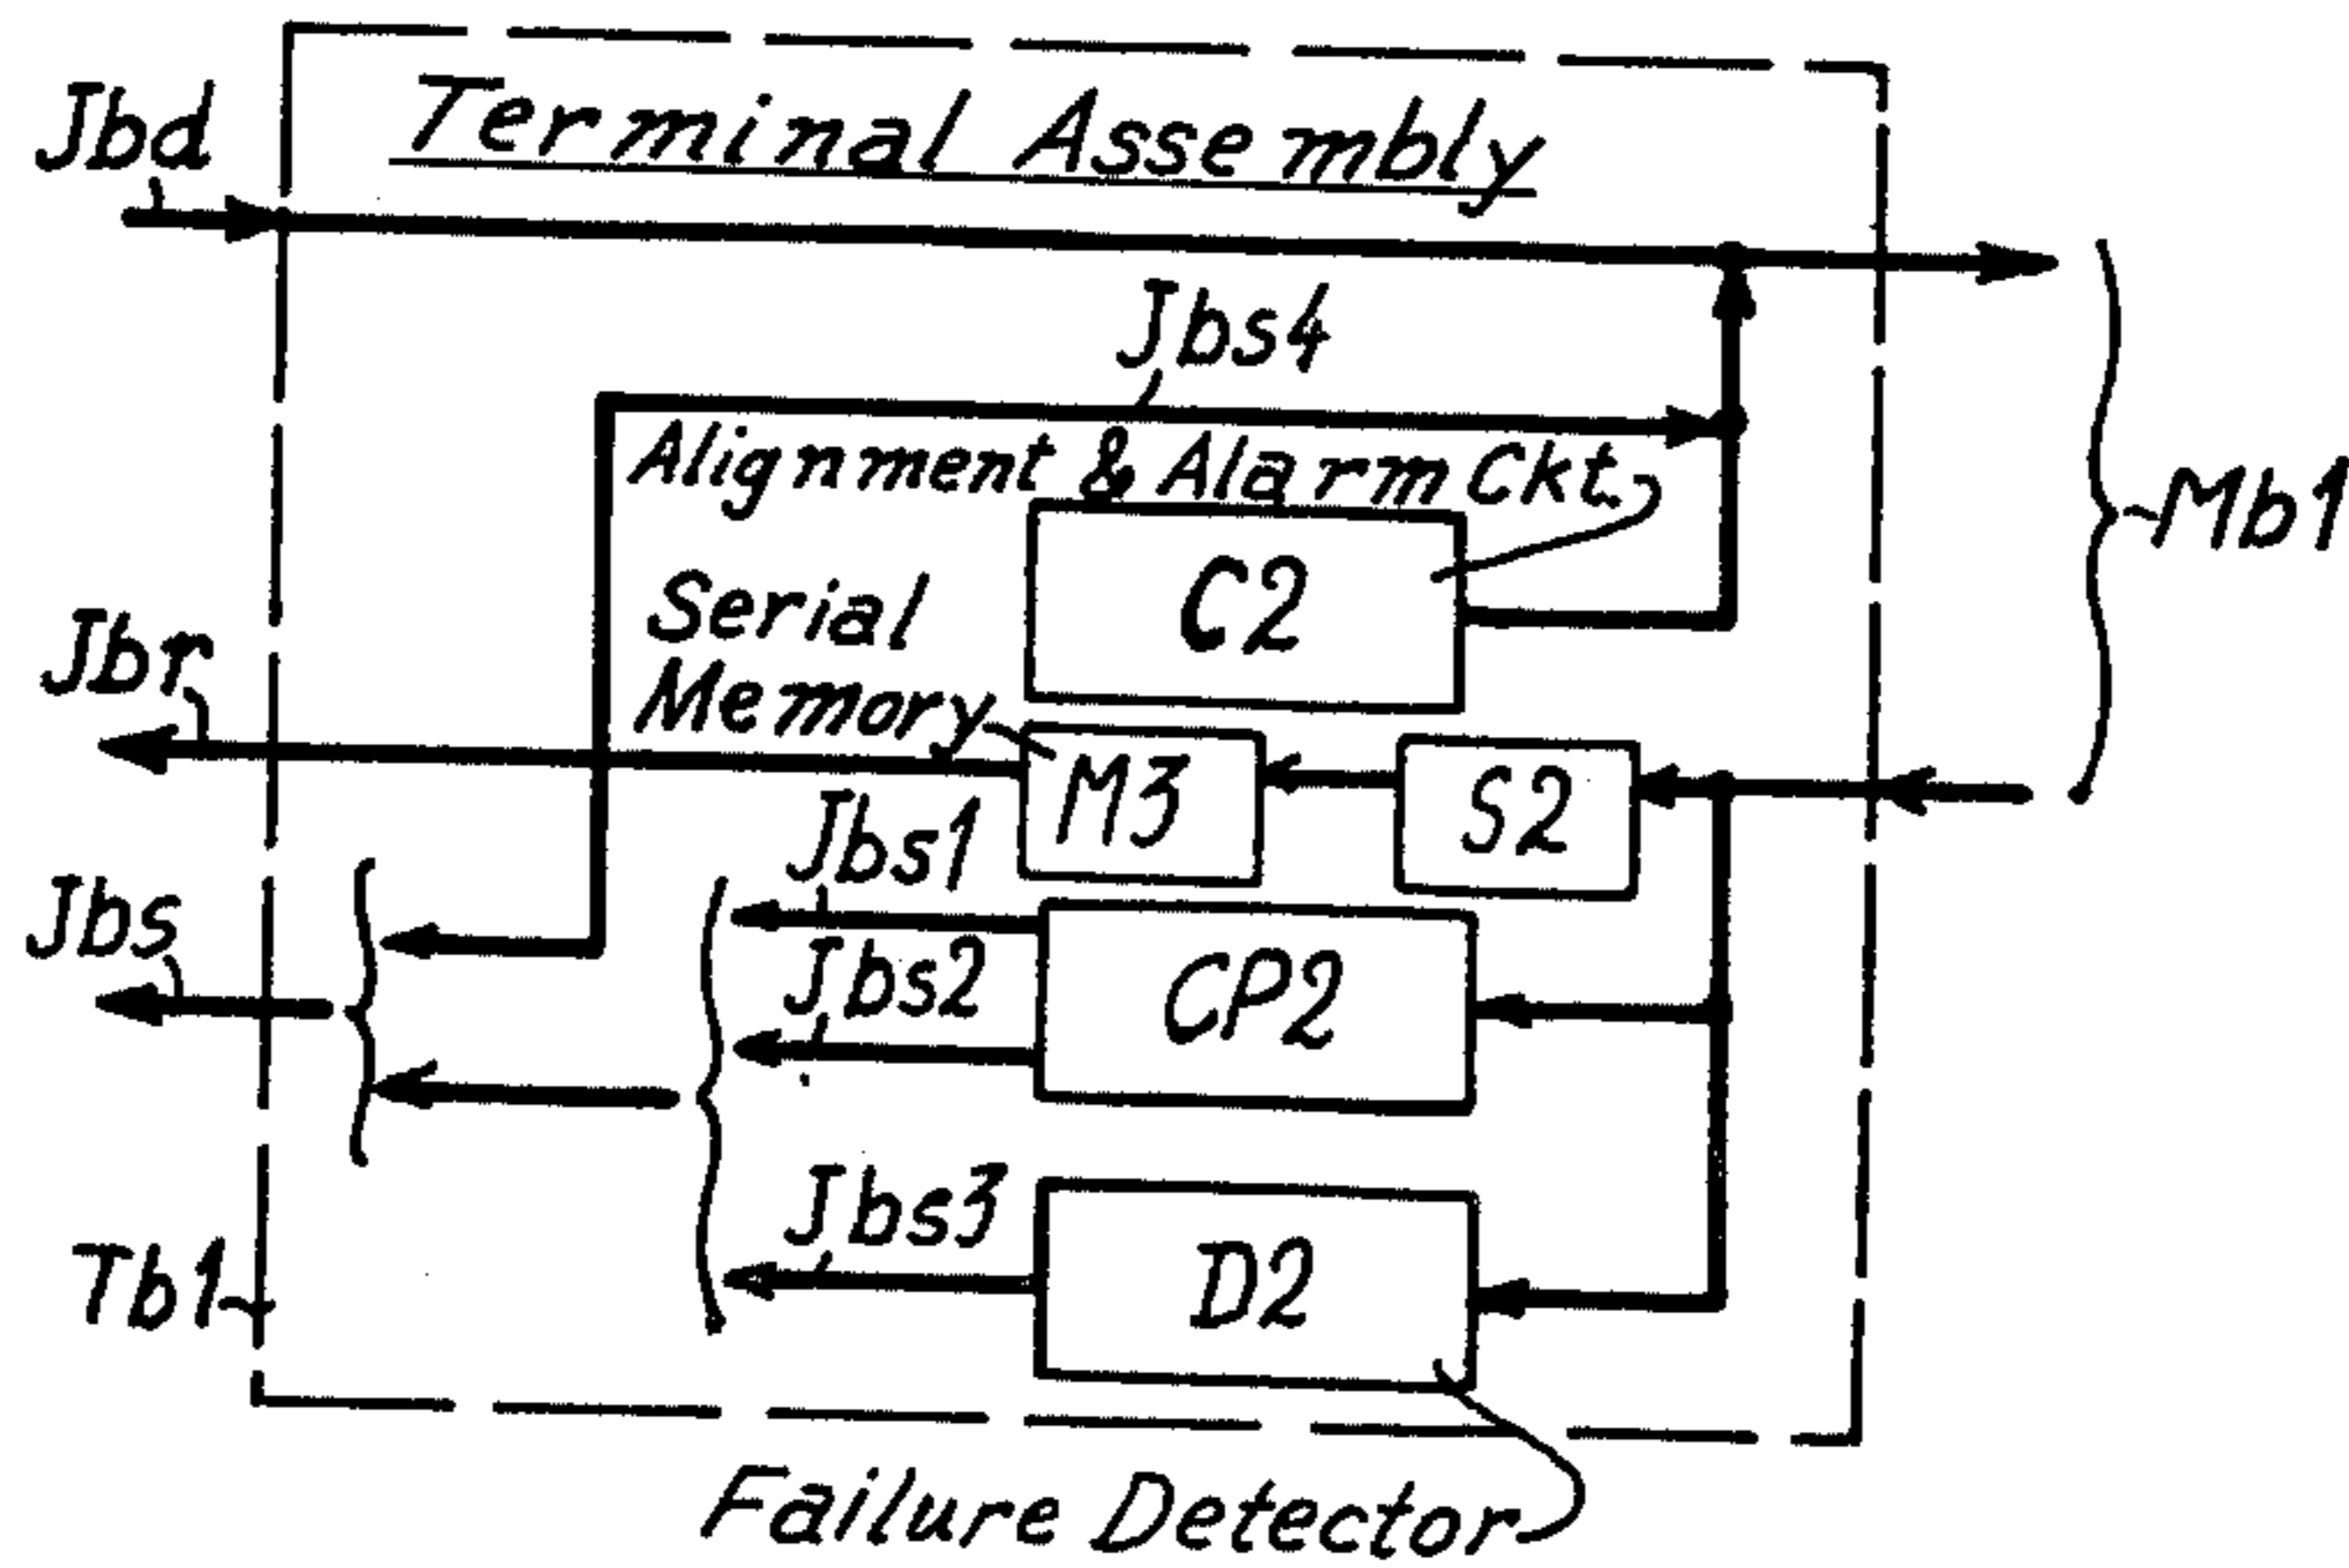 Terminal Assembly
Jbd
Jbs4
Alignment & Alarm Ckt.
C2
Mb1
Serial
Memory
Jbr
M3
S2
Jbs1
Jbs
Jbs2
CP2
Jbs3
D2
Tb1
Failure Detector